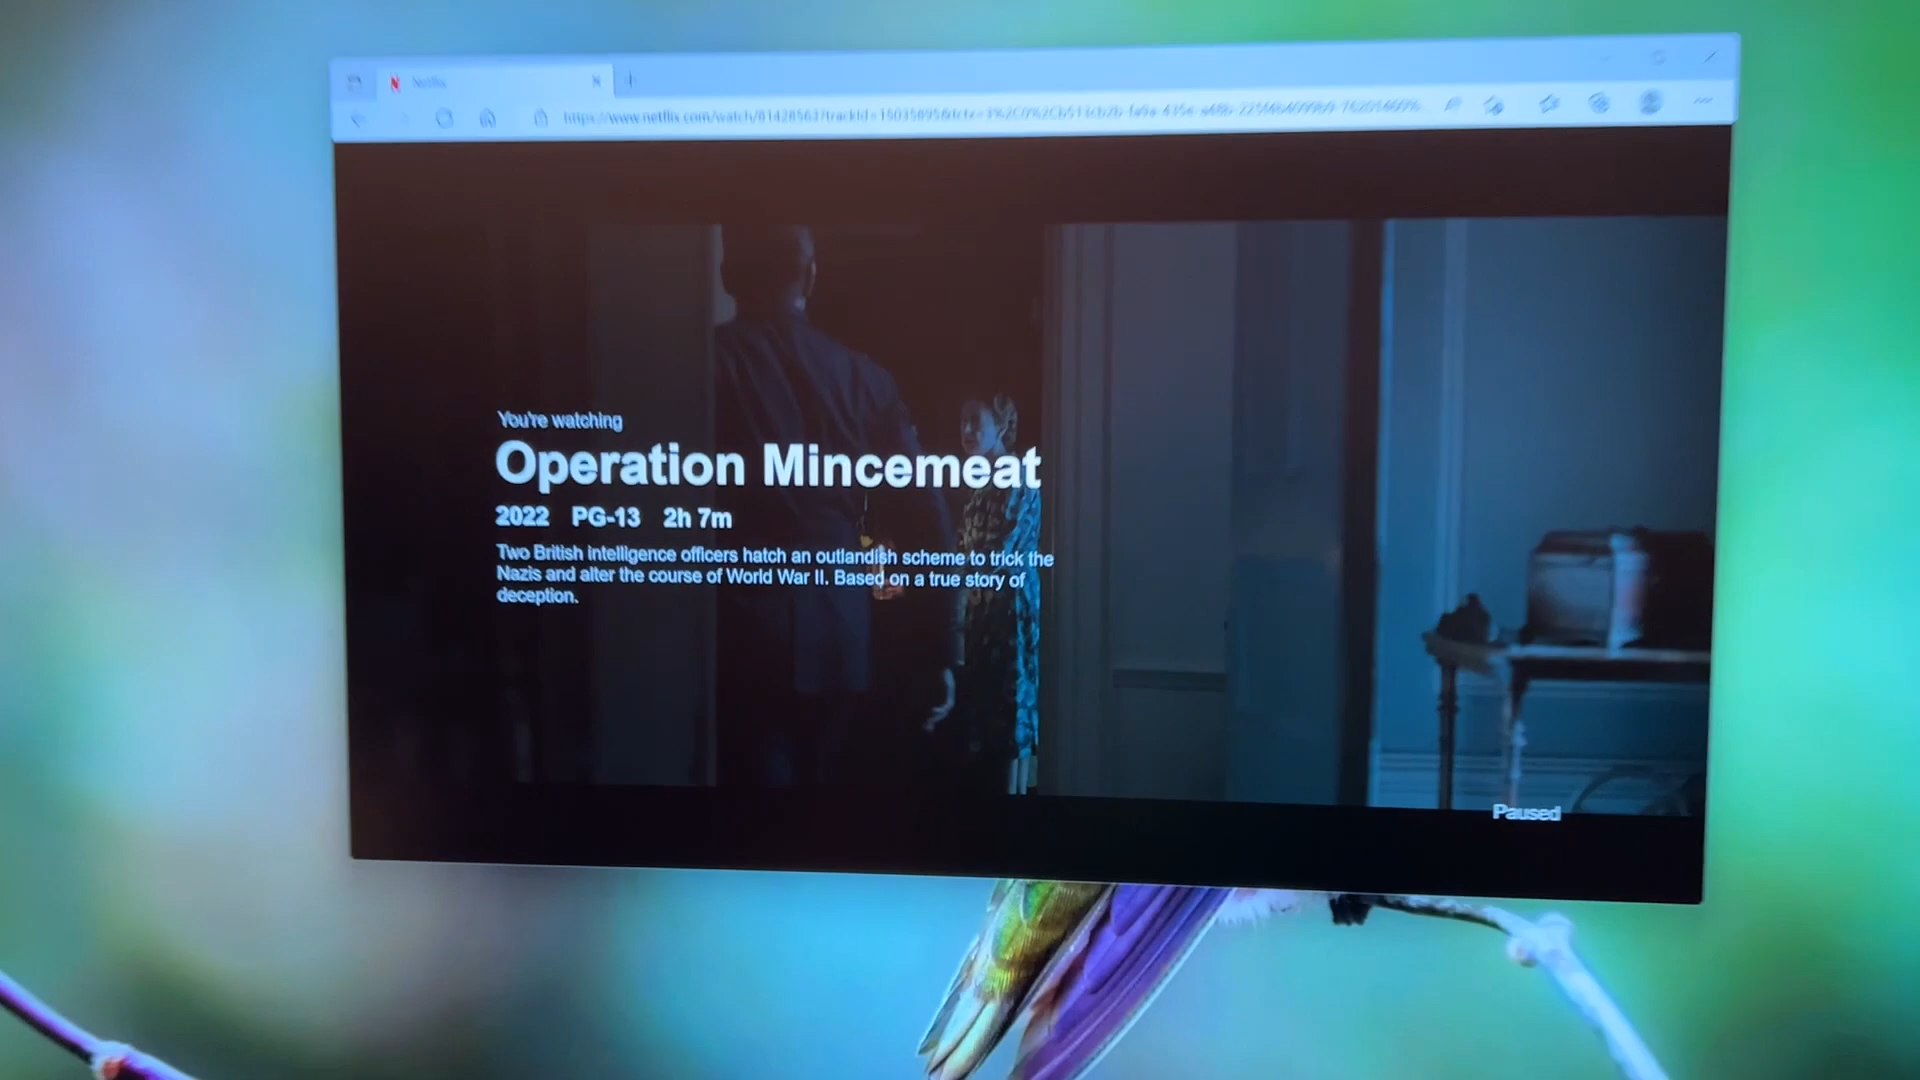 Netflix
You're watching
Operation Mincemeat
2022 PG-13 2h 7m
Two British intelligence officers hatch an outlandish scheme to trick the
Nazis and alter the course of World War II. Based on a true story of
deception.
Paused